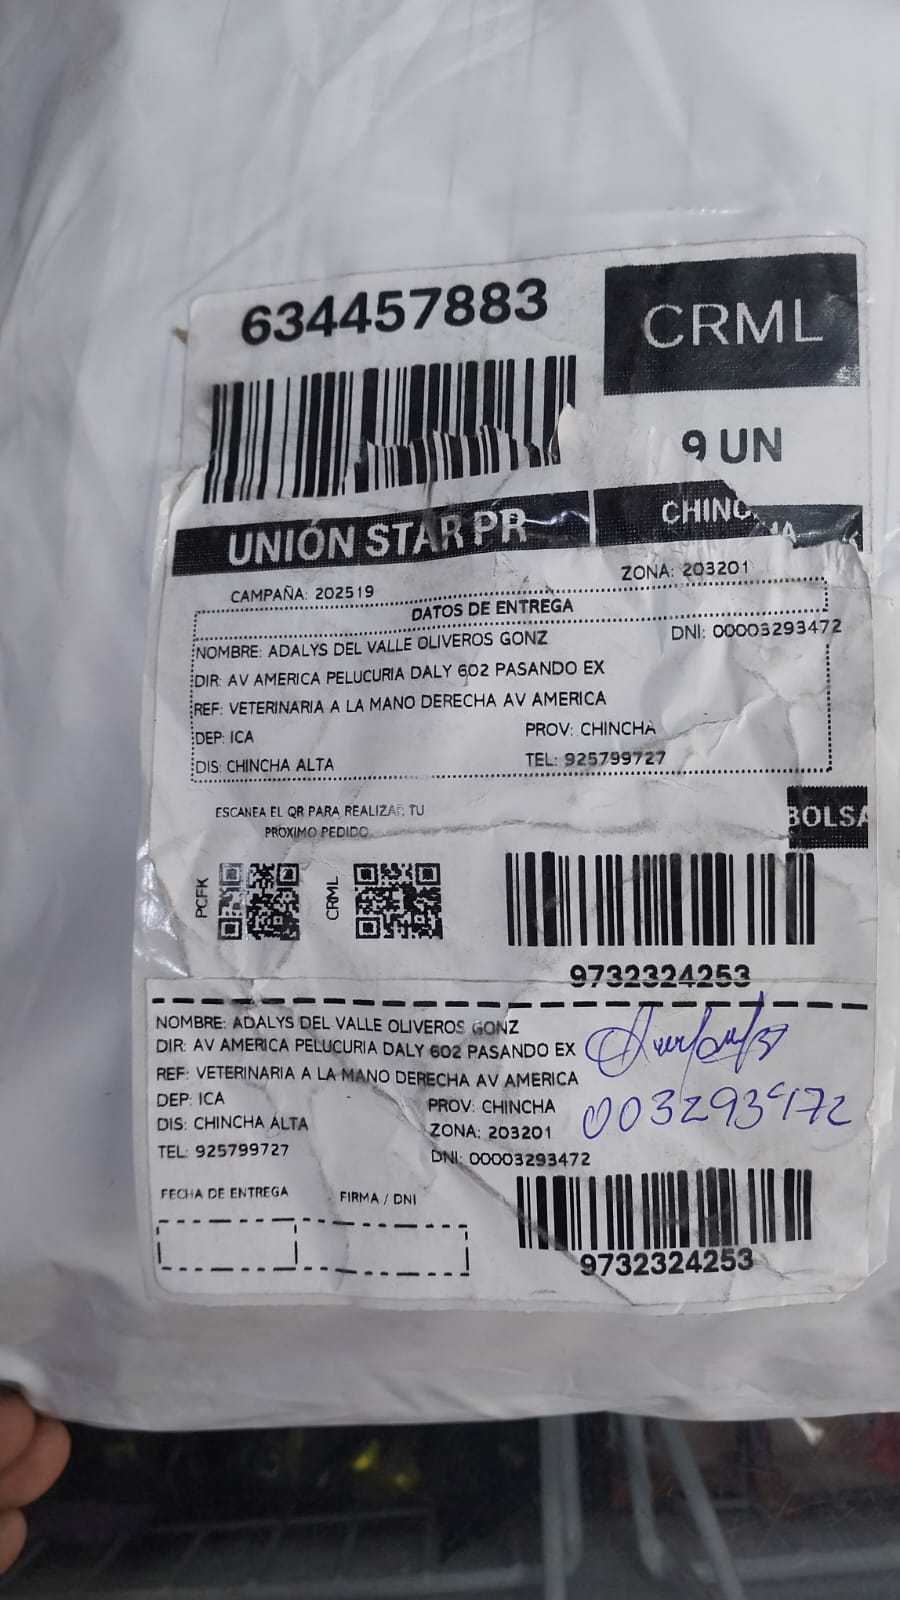 634457883
CRML
9 UN
UNIÓN STAR PR
CAMPAÑA: 202519
ZONA: 203201
DATOS DE ENTREGA
NOMBRE: ADALYS DEL VALLE OLIVEROS GONZ
DNI: 00003293472
DIR: AV AMERICA PELUCURIA DALY 602 PASANDO EX
REF: VETERINARIA A LA MANO DERECHA AV AMERICA
DEP: ICA
PROV: CHINCHA
DIS: CHINCHA ALTA
TEL: 925799727
ESCANEA EL QR PARA REALIZAR TU
PROXIMO PEDIDO
BOLSA
PCFK
CRML
9732324253
NOMBRE: ADALYS DEL VALLE OLIVEROS GONZ
DIR: AV AMERICA PELUCURIA DALY 602 PASANDO EX
REF: VETERINARIA A LA MANO DERECHA AV AMERICA
DEP: ICA
PROV: CHINCHA
003293472
DIS: CHINCHA ALTA
ZONA: 203201
TEL: 925799727
DNI: 00003293472
FECHA DE ENTREGA
FIRMA / DNI
9732324253